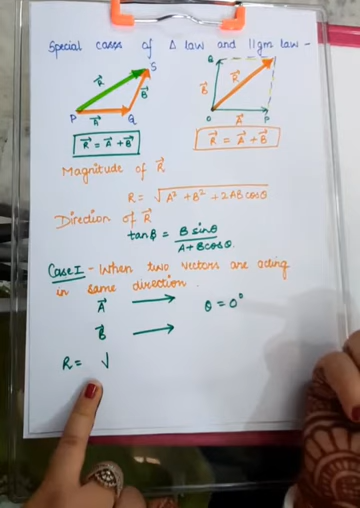 Special cases of Δ law and ||gm law -
S
R⃗
B⃗
P
A⃗
Q
R⃗ = A⃗ + B⃗
Q
B⃗
R⃗
O
A⃗
P
R⃗ = A⃗ + B⃗
Magnitude of R⃗
R = √A² + B² + 2AB cosθ
Direction of R⃗
tanβ = B sinθ / A + B cosθ.
Case I - When two vectors are acting
in same direction.
A⃗ ⟶ θ = 0°
B⃗ ⟶
R = √